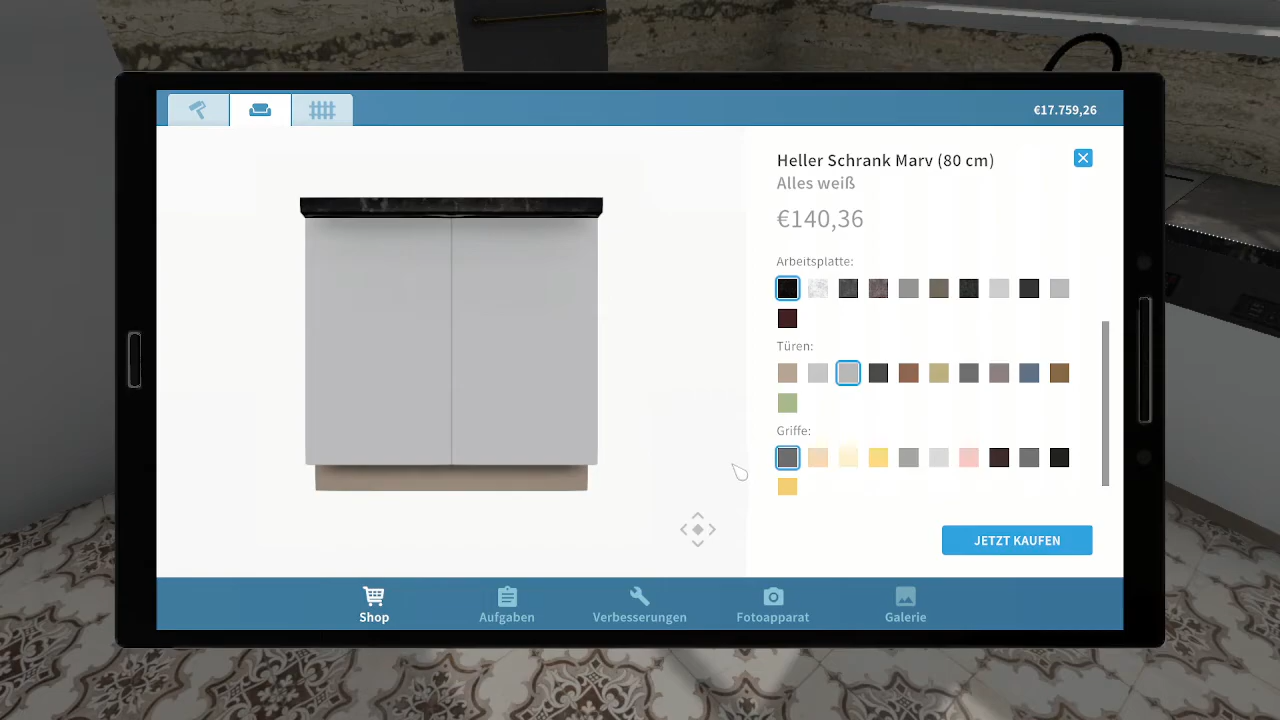 €17.759,26
Heller Schrank Marv (80 cm)
Alles weiß
€140,36
Arbeitsplatte:
Türen:
Griffe:
JETZT KAUFEN
Shop
Aufgaben
Verbesserungen
Fotoapparat
Galerie